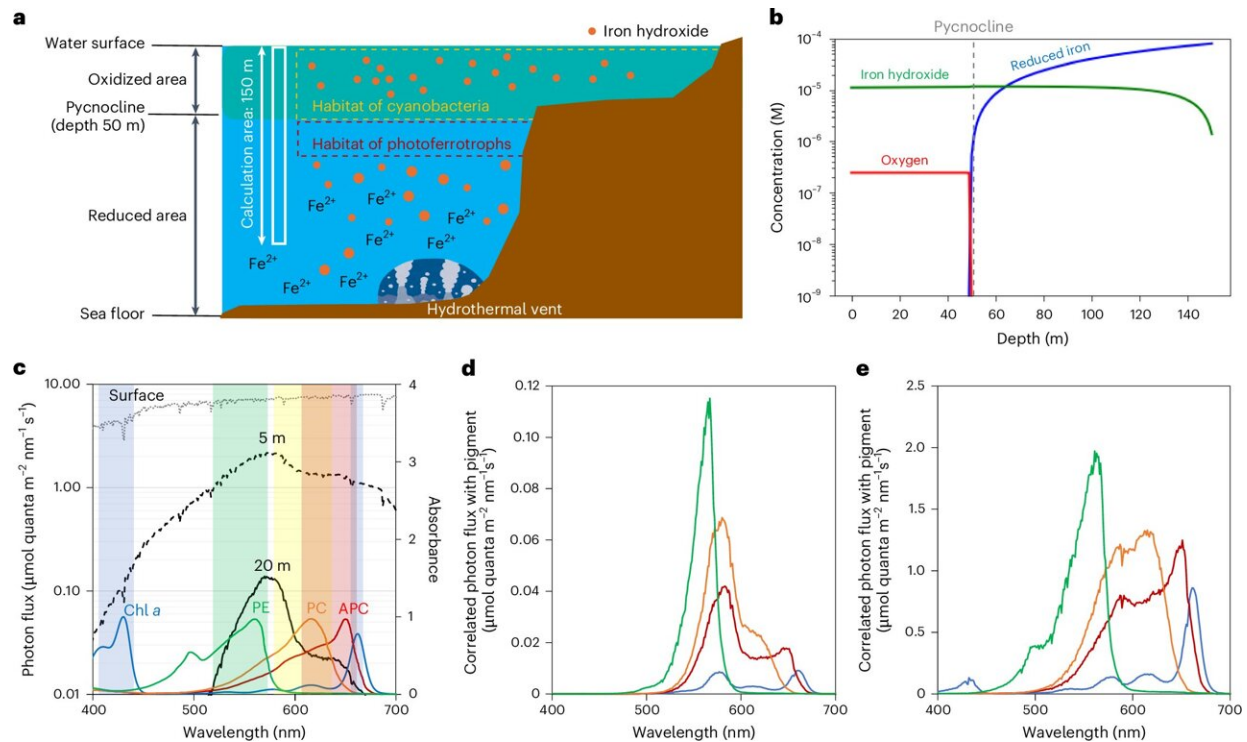 a
Iron hydroxide
Water surface
Oxidized area
Pycnocline
(depth 50 m)
Reduced area
Sea floor
Calculation area: 150 m
Habitat of cyanobacteria
Habitat of photoferrotrophs
Fe2+
Fe2+
Fe2+
Fe2+
Fe2+
Fe2+
Fe2+
Fe2+
Hydrothermal vent
b
Pycnocline
Reduced iron
Iron hydroxide
Oxygen
Concentration (M)
10–4
10–5
10–6
10–7
10–8
10–9
0 20 40 60 80 100 120 140
Depth (m)
c
Surface
5 m
20 m
Chl a
PE
PC
APC
Photon flux (μmol quanta m–2 nm–1 s–1)
10.00
1.00
0.10
0.01
Absorbance
4
3
2
1
0
400 500 600 700
Wavelength (nm)
d
Correlated photon flux with pigment
(μmol quanta m–2 nm–1s–1)
0.12
0.10
0.08
0.06
0.04
0.02
0
400 500 600 700
Wavelength (nm)
e
Correlated photon flux with pigment
(μmol quanta m–2 nm–1s–1)
2.5
2.0
1.5
1.0
0.5
0
400 500 600 700
Wavelength (nm)